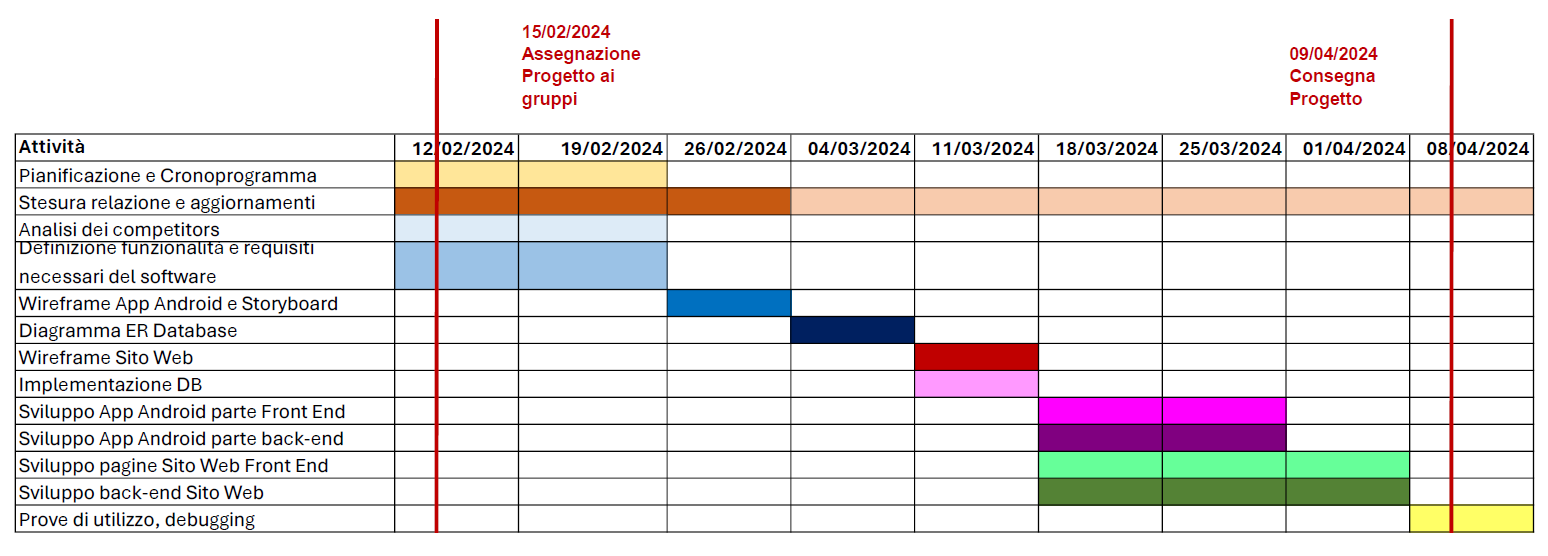 15/02/2024
Assegnazione
Progetto ai
gruppi
09/04/2024
Consegna
Progetto
Attività 12/02/2024 19/02/2024 26/02/2024 04/03/2024 11/03/2024 18/03/2024 25/03/2024 01/04/2024 08/04/2024
Pianificazione e Cronoprogramma
Stesura relazione e aggiornamenti
Analisi dei competitors
Definizione funzionalità e requisiti
necessari del software
Wireframe App Android e Storyboard
Diagramma ER Database
Wireframe Sito Web
Implementazione DB
Sviluppo App Android parte Front End
Sviluppo App Android parte back-end
Sviluppo pagine Sito Web Front End
Sviluppo back-end Sito Web
Prove di utilizzo, debugging